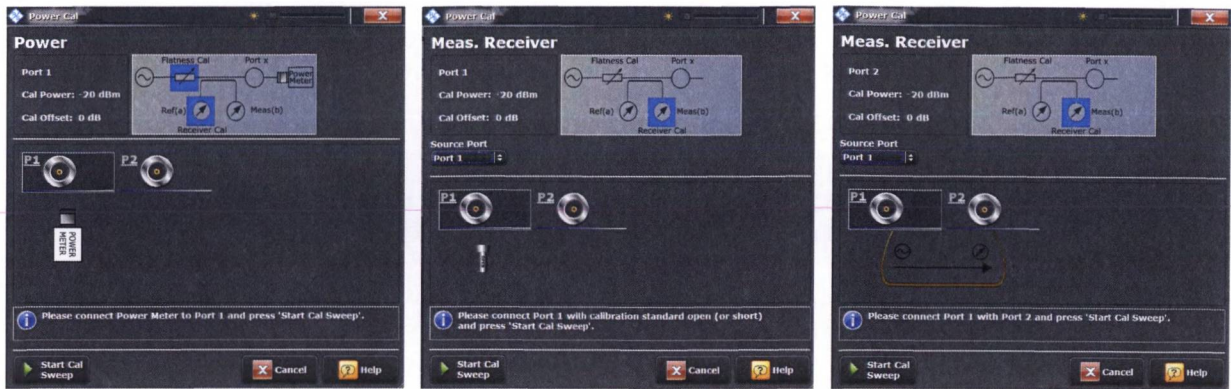 Power Cal
Power
Port 1
Cal Power: -20 dBm
Cal Offset: 0 dB
Flatness Cal
Port x
Power Meter
Ref(a)
Meas(b)
Receiver Cal
P1
P2
POWER METER
Please connect Power Meter to Port 1 and press 'Start Cal Sweep'.
Start Cal
Sweep
Cancel
Help
Power Cal
Meas. Receiver
Port 1
Cal Power: -20 dBm
Cal Offset: 0 dB
Flatness Cal
Port x
Ref(a)
Meas(b)
Receiver Cal
Source Port
Port 1
P1
P2
Please connect Port 1 with calibration standard open (or short)
and press 'Start Cal Sweep'.
Start Cal
Sweep
Cancel
Help
Power Cal
Meas. Receiver
Port 2
Cal Power: -20 dBm
Cal Offset: 0 dB
Flatness Cal
Port x
Ref(a)
Meas(b)
Receiver Cal
Source Port
Port 1
P1
P2
Please connect Port 1 with Port 2 and press 'Start Cal Sweep'.
Start Cal
Sweep
Cancel
Help